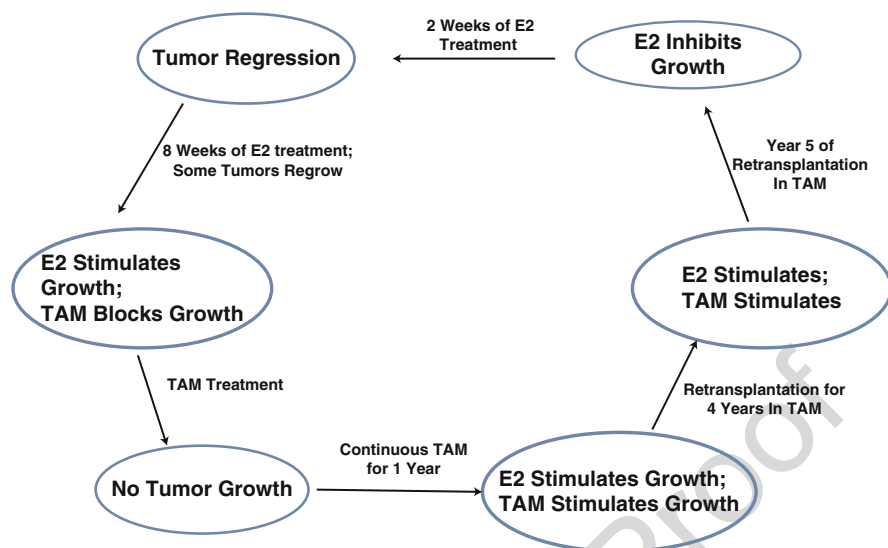 2 Weeks of E2
Treatment
Tumor Regression
E2 Inhibits
Growth
8 Weeks of E2 treatment;
Some Tumors Regrow
Year 5 of
Retransplantation
In TAM
E2 Stimulates
Growth;
TAM Blocks Growth
E2 Stimulates;
TAM Stimulates
TAM Treatment
Retransplantation for
4 Years In TAM
No Tumor Growth
Continuous TAM
for 1 Year
E2 Stimulates Growth;
TAM Stimulates Growth
Proof